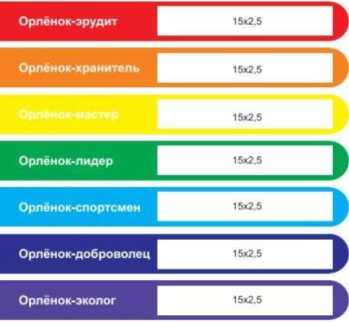 Орлёнок-эрудит 15х2,5
Орлёнок-хранитель 15х2,5
Орлёнок-мастер 15х2,5
Орлёнок-лидер 15х2,5
Орлёнок-спортсмен 15х2,5
Орлёнок-доброволец 15х2,5
Орлёнок-эколог 15х2,5